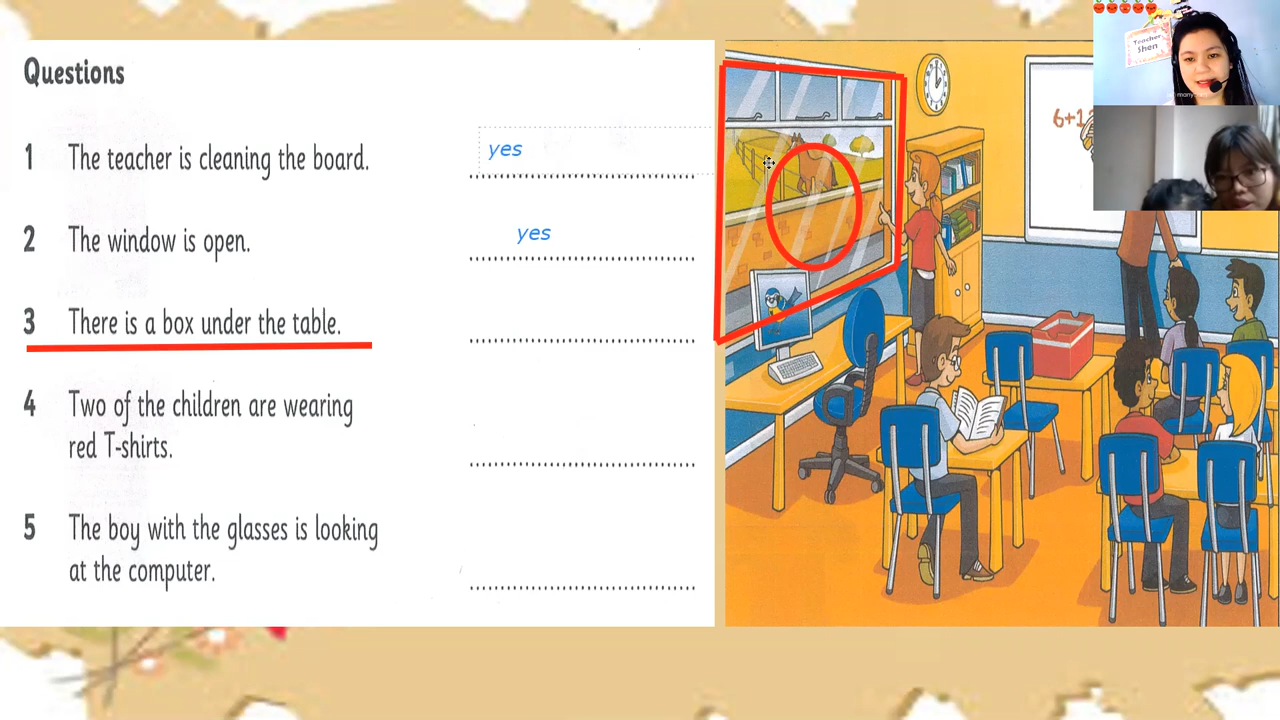 Questions
1 The teacher is cleaning the board.
yes
2 The window is open.
yes
3 There is a box under the table.
4 Two of the children are wearing
red T-shirts.
5 The boy with the glasses is looking
at the computer.
6+1
Teacher
Shen